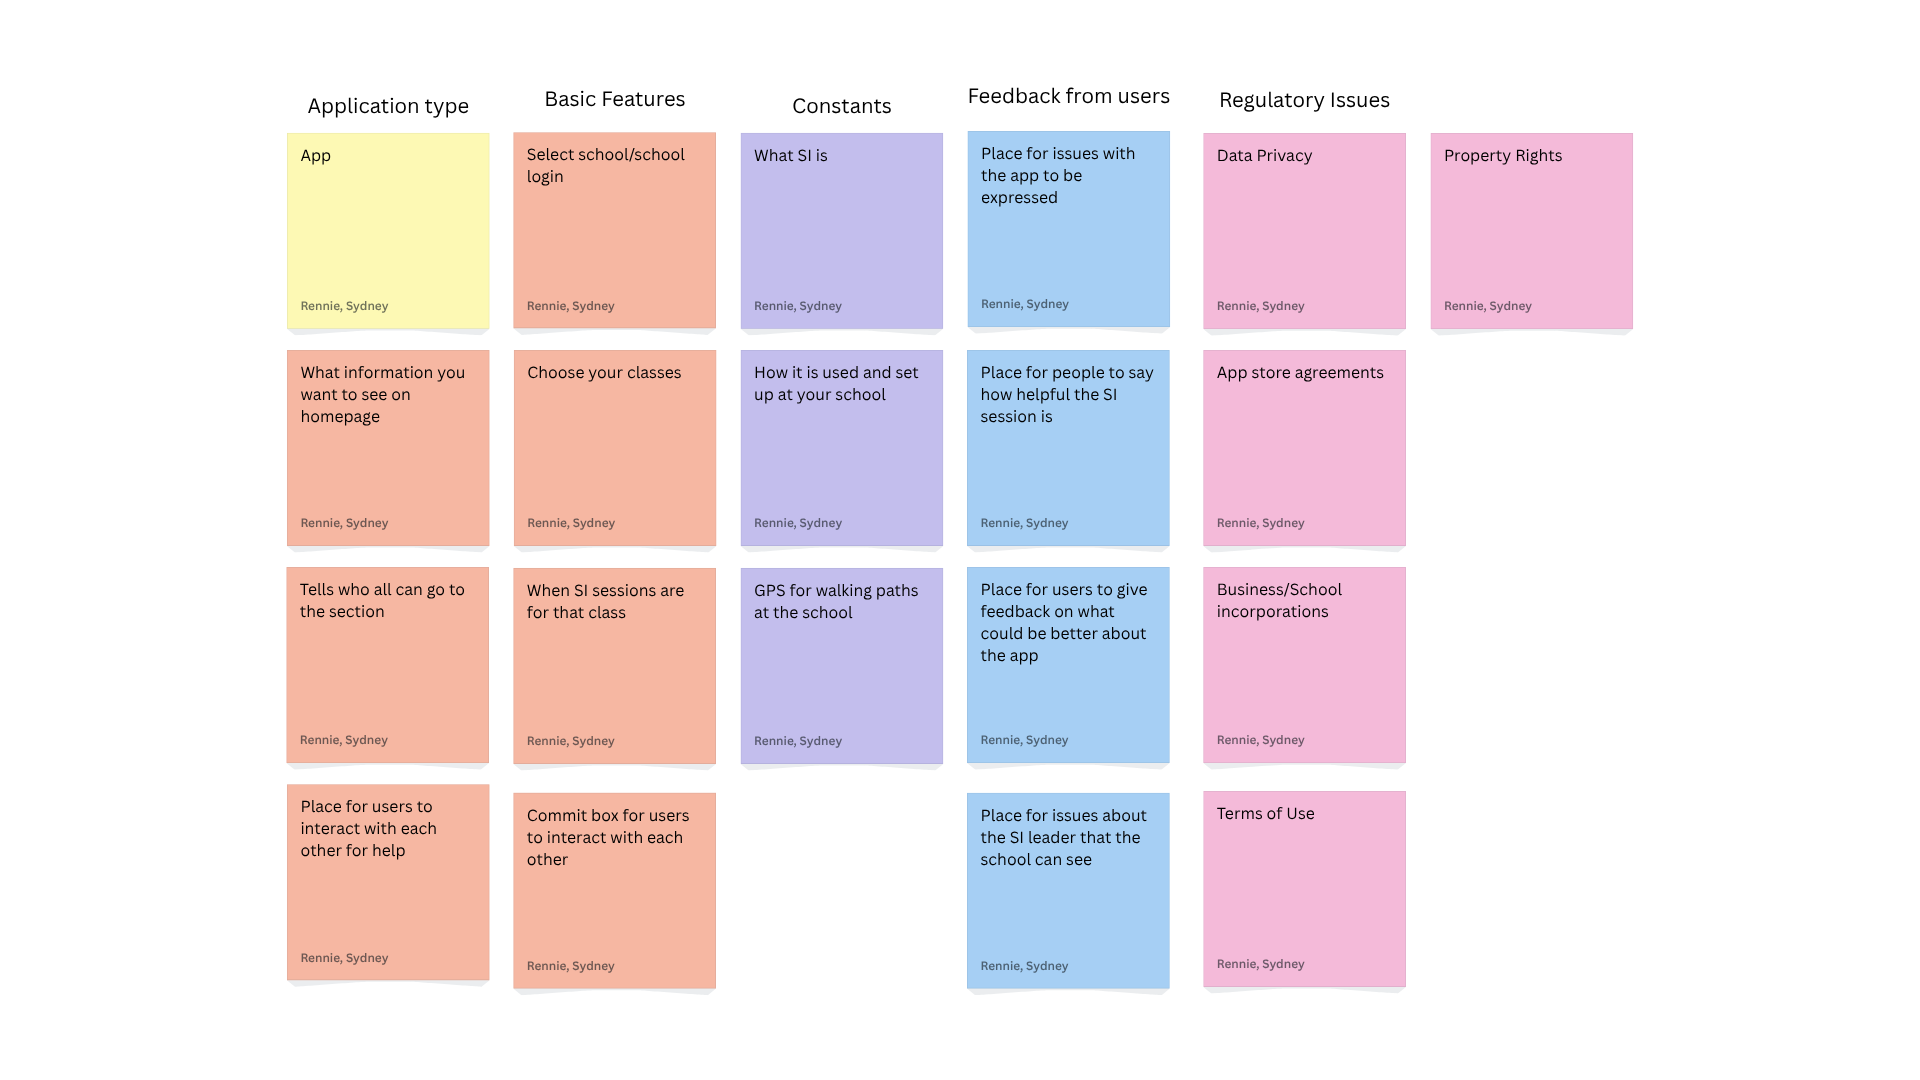 Application type
Basic Features
Constants
Feedback from users
Regulatory Issues
App
Rennie, Sydney
Select school/school
login
Rennie, Sydney
What SI is
Rennie, Sydney
Place for issues with
the app to be
expressed
Rennie, Sydney
Data Privacy
Rennie, Sydney
Property Rights
Rennie, Sydney
What information you
want to see on
homepage
Rennie, Sydney
Choose your classes
Rennie, Sydney
How it is used and set
up at your school
Rennie, Sydney
Place for people to say
how helpful the SI
session is
Rennie, Sydney
App store agreements
Rennie, Sydney
Tells who all can go to
the section
Rennie, Sydney
When SI sessions are
for that class
Rennie, Sydney
GPS for walking paths
at the school
Rennie, Sydney
Place for users to give
feedback on what
could be better about
the app
Rennie, Sydney
Business/School
incorporations
Rennie, Sydney
Place for users to
interact with each
other for help
Rennie, Sydney
Commit box for users
to interact with each
other
Rennie, Sydney
Place for issues about
the SI leader that the
school can see
Rennie, Sydney
Terms of Use
Rennie, Sydney